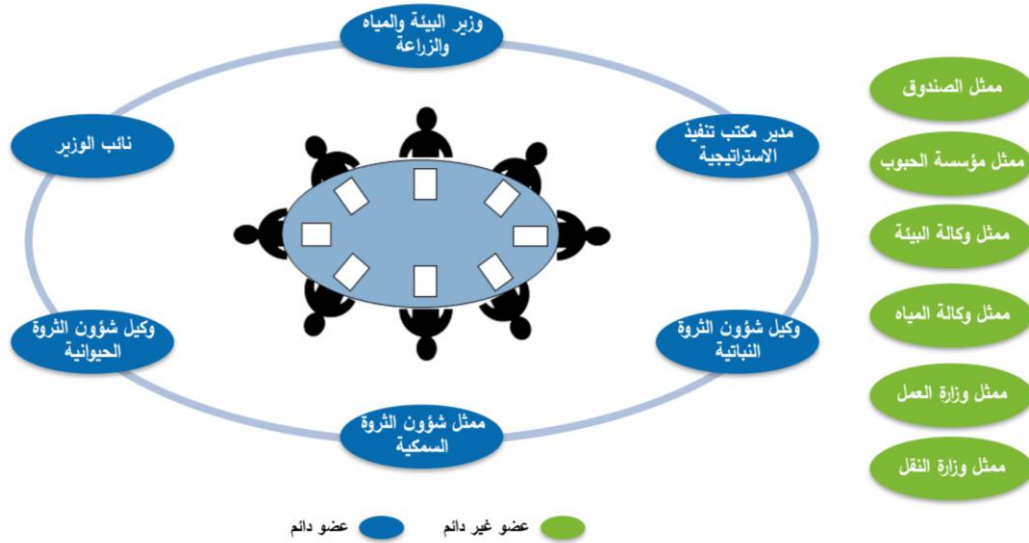 وزير البيئة والمياه
والزراعة
مدير مكتب تنفيذ
الاستراتيجية
نائب الوزير
وكيل شؤون الثروة
النباتية
وكيل شؤون الثروة
الحيوانية
ممثل شؤون الثروة
السمكية
ممثل الصندوق
ممثل مؤسسة الحبوب
ممثل وكالة البيئة
ممثل وكالة المياه
ممثل وزارة العمل
ممثل وزارة النقل
عضو غير دائم
عضو دائم